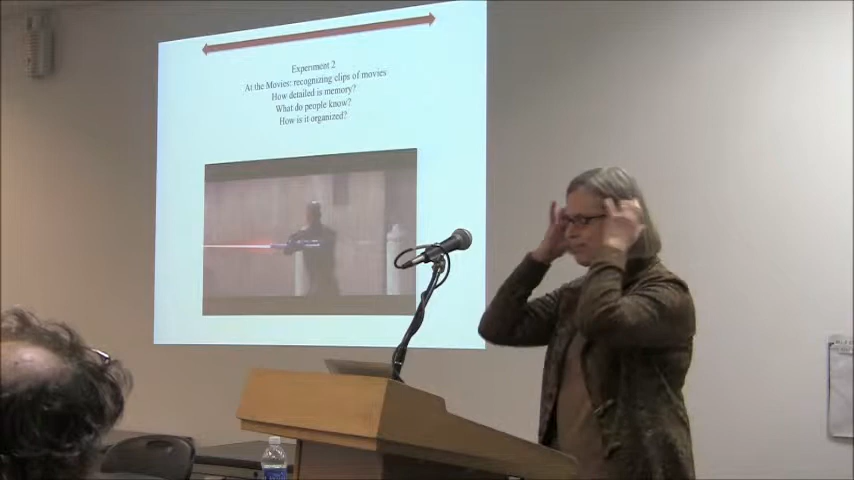 Experiment 2
At the Movies: recognizing clips of movies
How detailed is memory?
What do people know?
How is it organized?